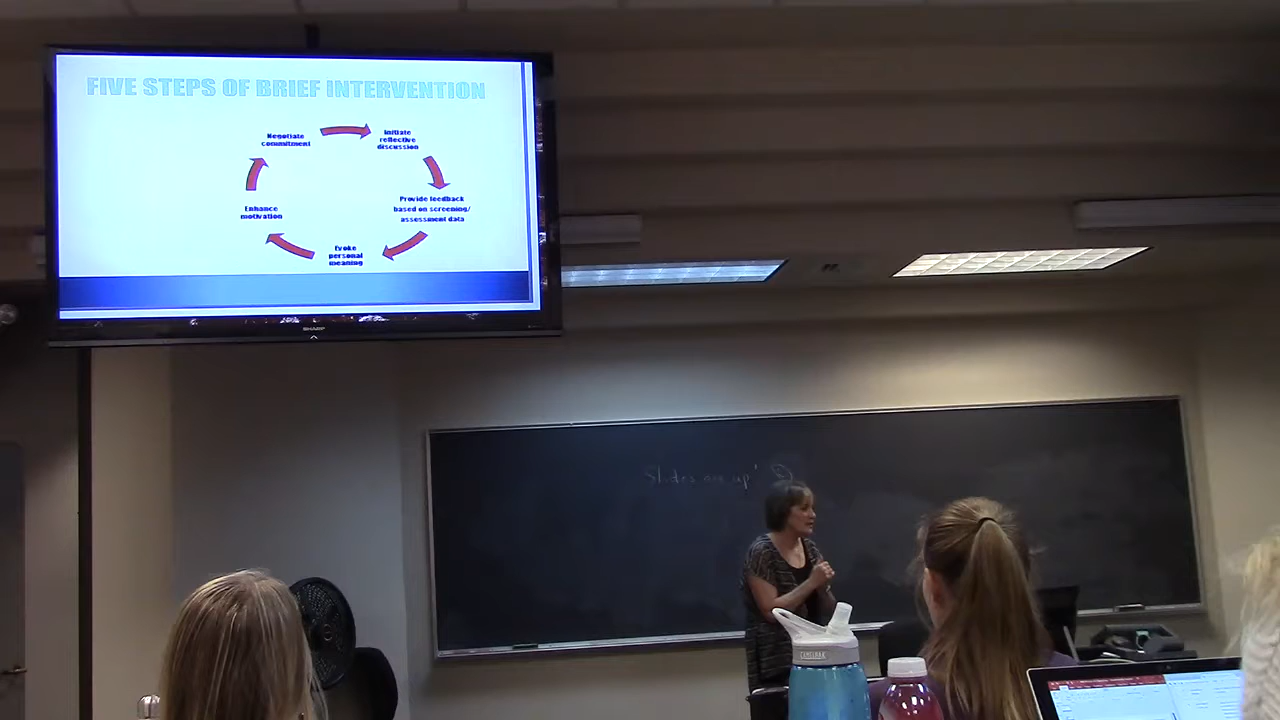 FIVE STEPS OF BRIEF INTERVENTION
Negotiate
commitment
Initiate
reflective
discussion
Provide feedback
based on screening/
assessment data
Evoke
personal
meaning
Enhance
motivation
SHARP
Slides are up!
CAMELBAK